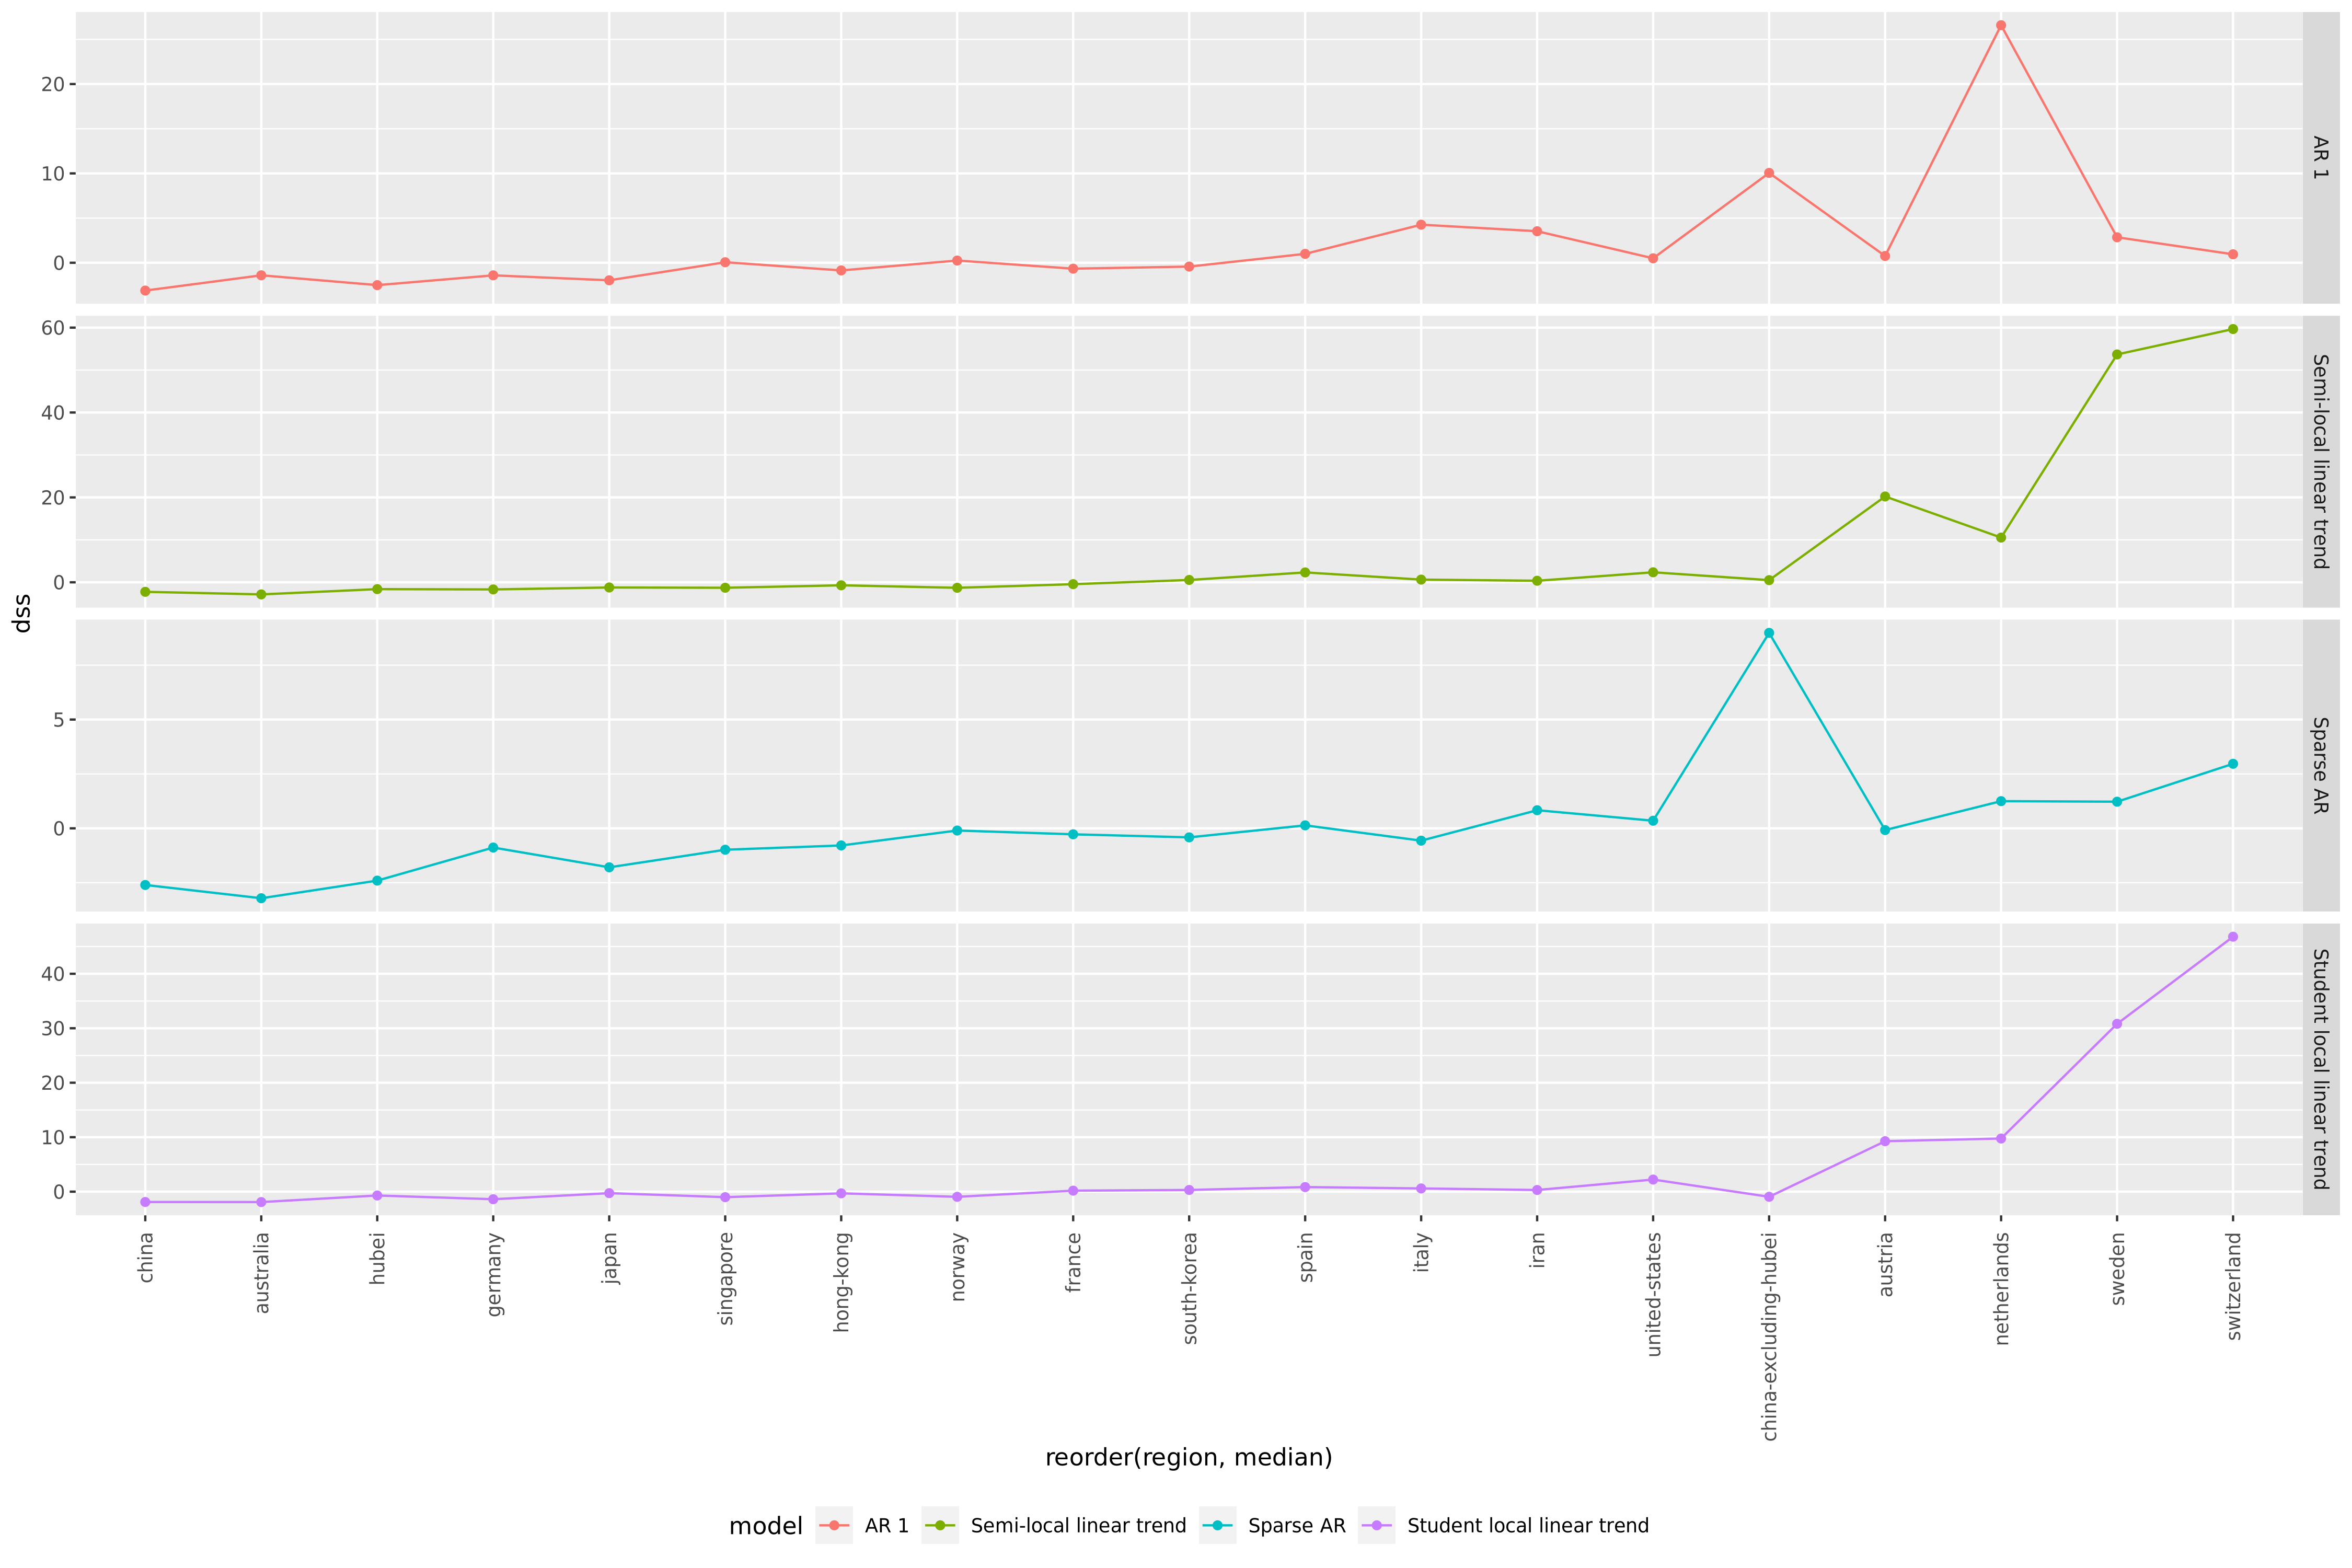 20
10
0
AR 1
60
40
20
0
Semi-local linear trend
dss
5
0
Sparse AR
40
30
20
10
0
Student local linear trend
china
australia
hubei
germany
japan
singapore
hong-kong
norway
france
south-korea
spain
italy
iran
united-states
china-excluding-hubei
austria
netherlands
sweden
switzerland
reorder(region, median)
model AR 1 Semi-local linear trend Sparse AR Student local linear trend